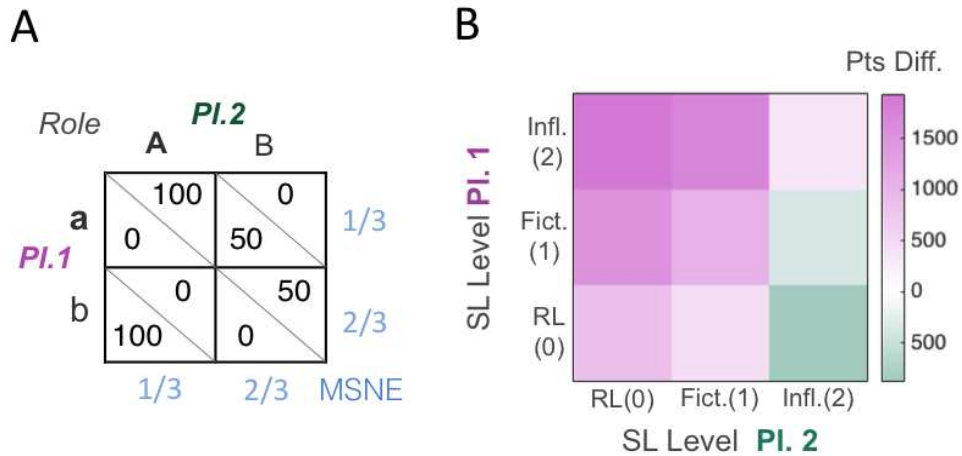 A
Role
Pl.2
A B
a
100 0
0 50
1/3
Pl.1
b
0 50
100 0
2/3
1/3 2/3 MSNE
B
Pts Diff.
SL Level Pl. 1
Infl.
(2)
Fict.
(1)
RL
(0)
RL(0) Fict.(1) Infl.(2)
SL Level Pl. 2
1500
1000
500
0
500